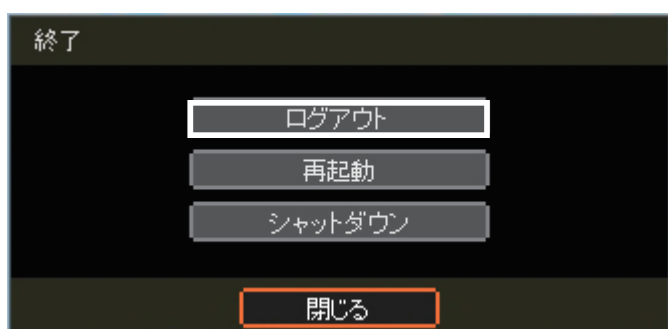 終了
ログアウト
再起動
シャットダウン
閉じる